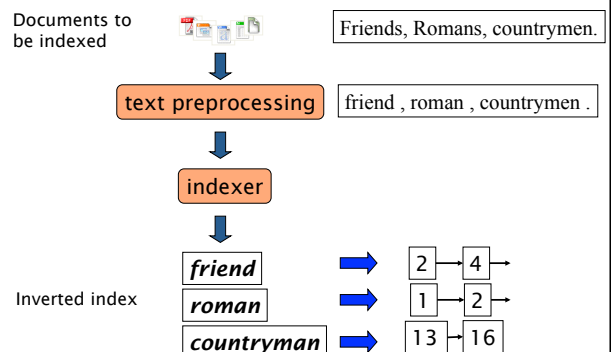 Documents to
be indexed
Friends, Romans, countrymen.
text preprocessing
friend , roman , countrymen .
indexer
friend
2
4
Inverted index
roman
1
2
countryman
13
16